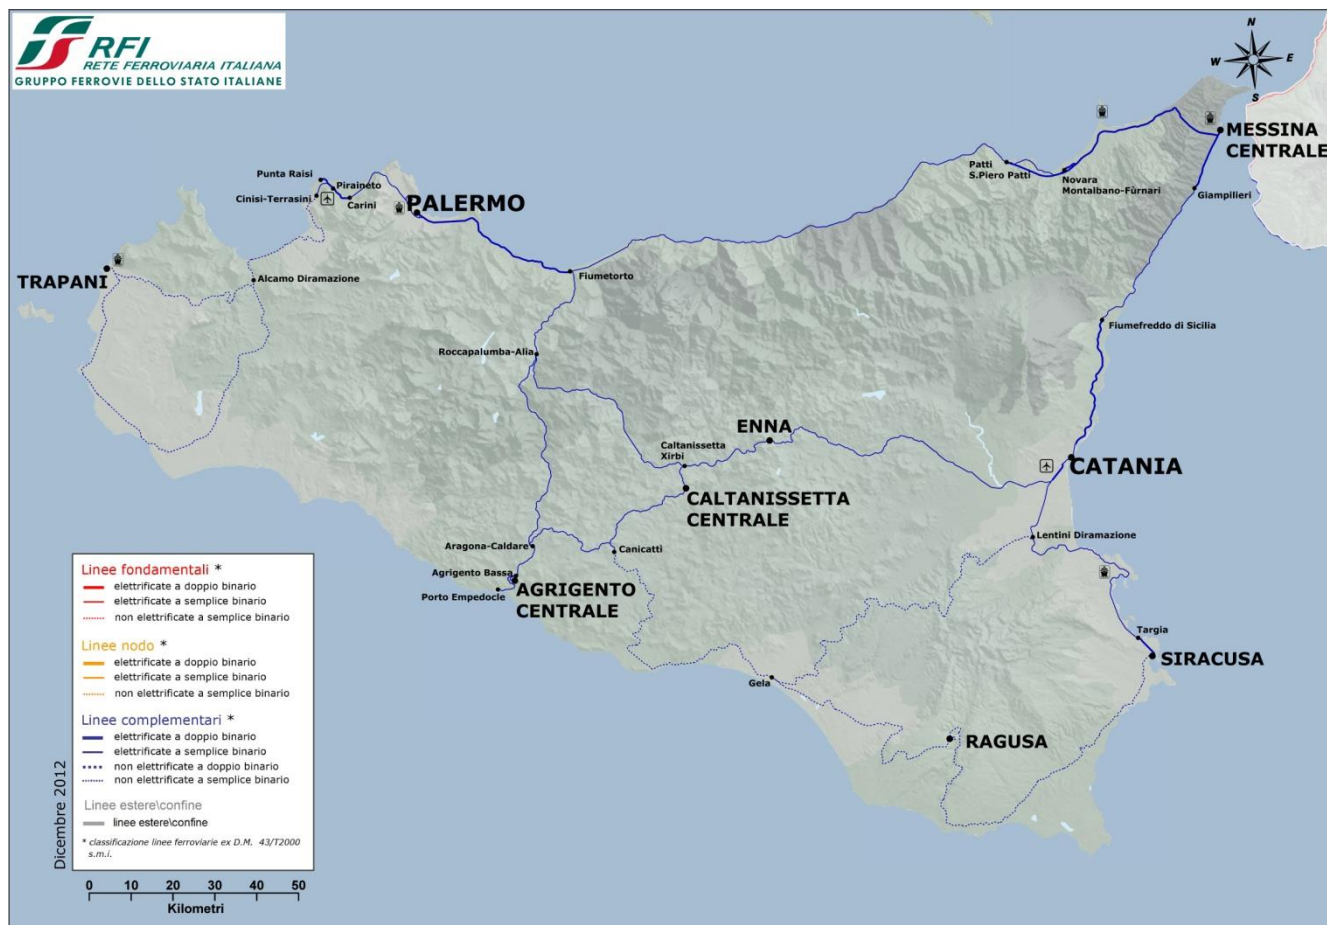 RFI
RETE FERROVIARIA ITALIANA
GRUPPO FERROVIE DELLO STATO ITALIANE
N
W
E
S
MESSINA
CENTRALE
Punta Raisi
Piraineto
Cinisi-Terrasini
Carini
PALERMO
Patti
S.Piero Patti
Novara
Montalbano-Fùrnari
Giampilieri
TRAPANI
Alcamo Diramazione
Fiumetorto
Fiumefreddo di Sicilia
Roccapalumba-Alia
ENNA
Caltanissetta
Xirbi
CATANIA
CALTANISSETTA
CENTRALE
Lentini Diramazione
Aragona-Caldare
Canicatti
Agrigento Bassa
AGRIGENTO
CENTRALE
Porto Empedocle
Targia
SIRACUSA
Gela
RAGUSA
Linee fondamentali *
elettrificate a doppio binario
elettrificate a semplice binario
non elettrificate a semplice binario
Linee nodo *
elettrificate a doppio binario
elettrificate a semplice binario
non elettrificate a semplice binario
Linee complementari *
elettrificate a doppio binario
elettrificate a semplice binario
non elettrificate a doppio binario
non elettrificate a semplice binario
Linee estere\confine
linee estere\confine
* classificazione linee ferroviarie ex D.M. 43/T2000
s.m.i.
Dicembre 2012
0 10 20 30 40 50
Kilometri